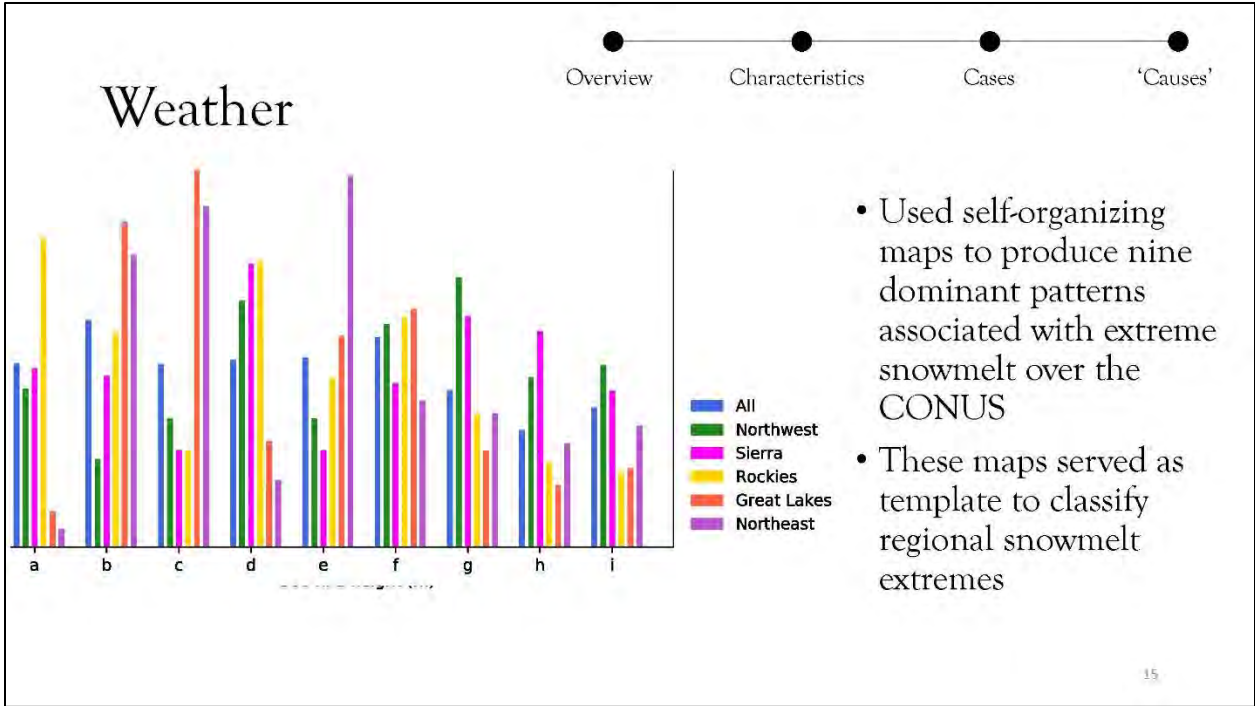 Overview
Characteristics
Cases
‘Causes’
Weather
• Used self-organizing
maps to produce nine
dominant patterns
associated with extreme
snowmelt over the
CONUS
• These maps served as
template to classify
regional snowmelt
extremes
All
Northwest
Sierra
Rockies
Great Lakes
Northeast
a b c d e f g h i
15